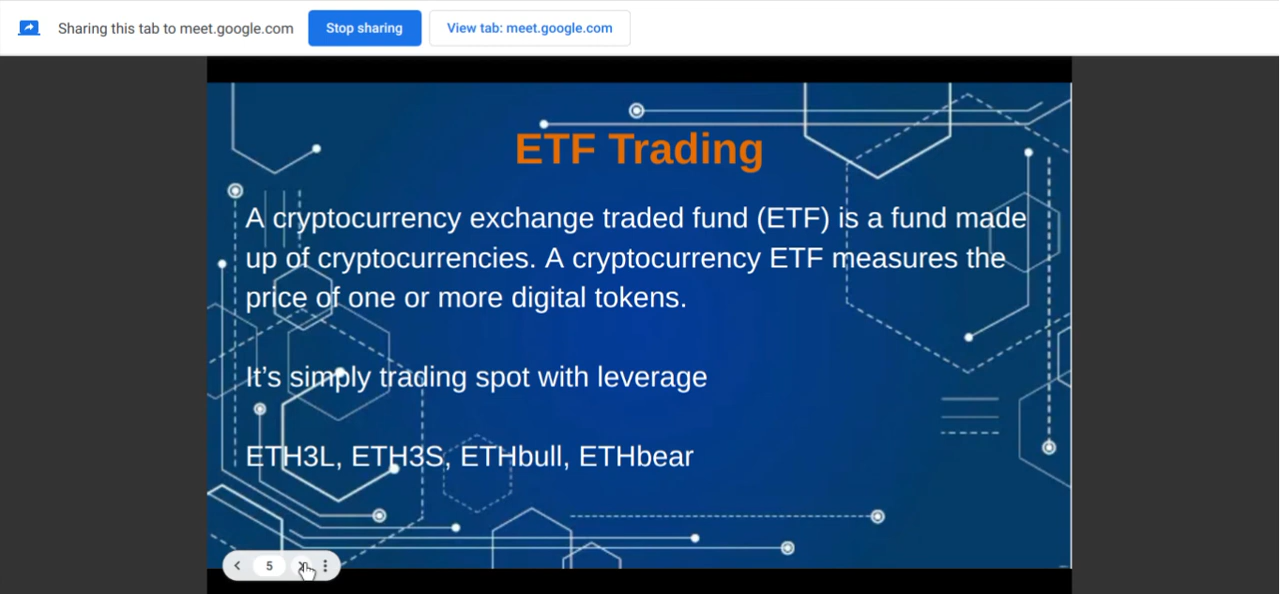 Sharing this tab to meet.google.com
Stop sharing
View tab: meet.google.com
ETF Trading
A cryptocurrency exchange traded fund (ETF) is a fund made
up of cryptocurrencies. A cryptocurrency ETF measures the
price of one or more digital tokens.
It’s simply trading spot with leverage
ETH3L, ETH3S, ETHbull, ETHbear
5